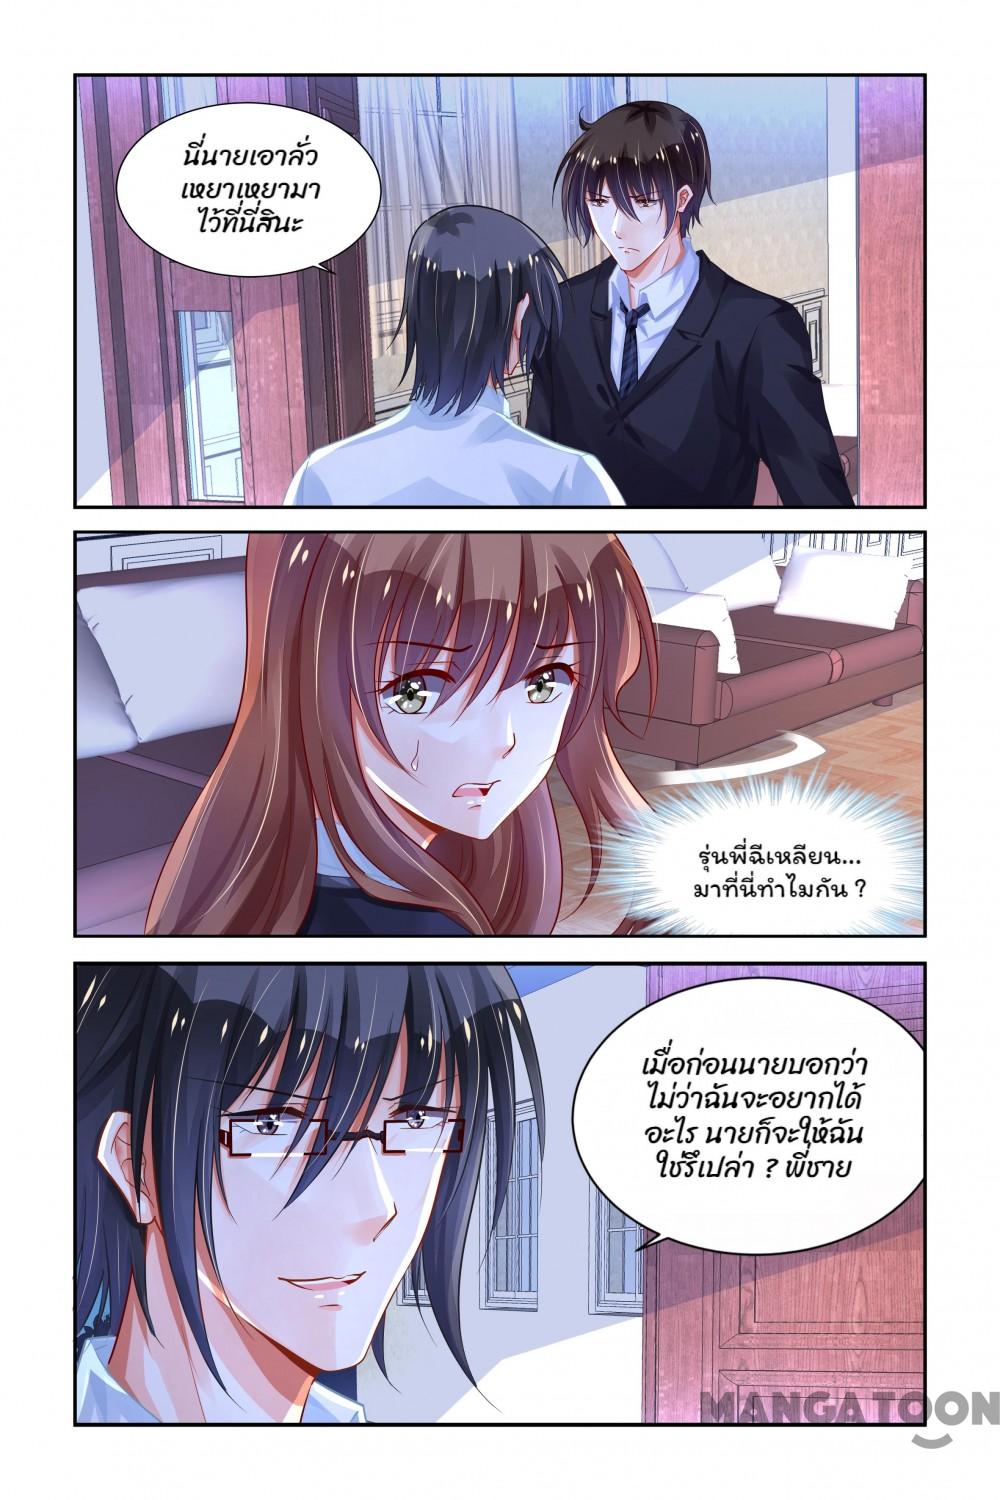 นี่นายเอาลั่ว
เหยาเหยามา
ไว้ที่นี่สินะ
รุ่นพี่ฉีเหลียน...
มาที่นี่ทำไมกัน ?
เมื่อก่อนนายบอกว่า
ไม่ว่าฉันจะอยากได้
อะไร นายก็จะให้ฉัน
ใช่รึเปล่า ? พี่ชาย
MANGATOON